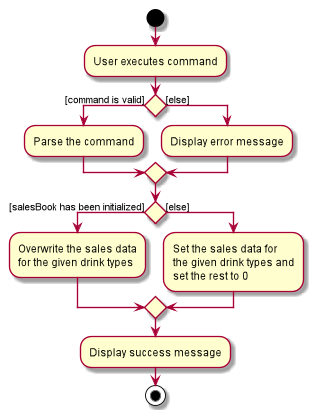 User executes command
[command is valid]
[else]
Parse the command
Display error message
[salesBook has been initialized]
[else]
Overwrite the sales data
for the given drink types
Set the sales data for
the given drink types and
set the rest to 0
Display success message